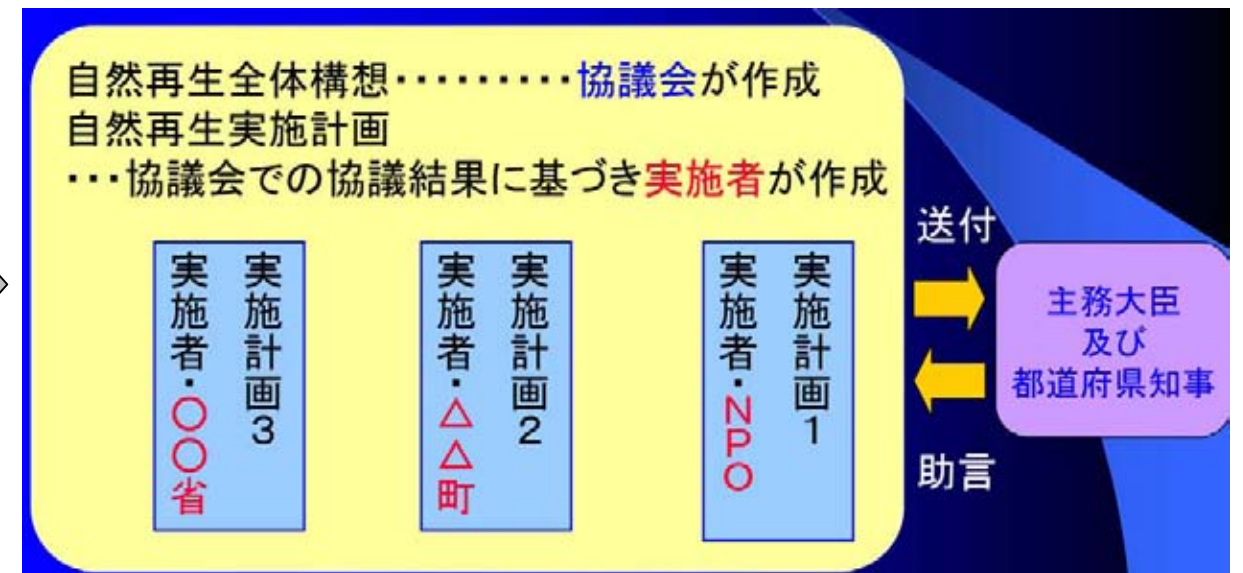 自然再生全体構想・・・・・・・・・協議会が作成
自然再生実施計画
・・・協議会での協議結果に基づき実施者が作成
実施計画1
実施者・NPO
実施計画2
実施者・△△町
実施計画3
実施者・〇〇省
送付
助言
主務大臣
及び
都道府県知事